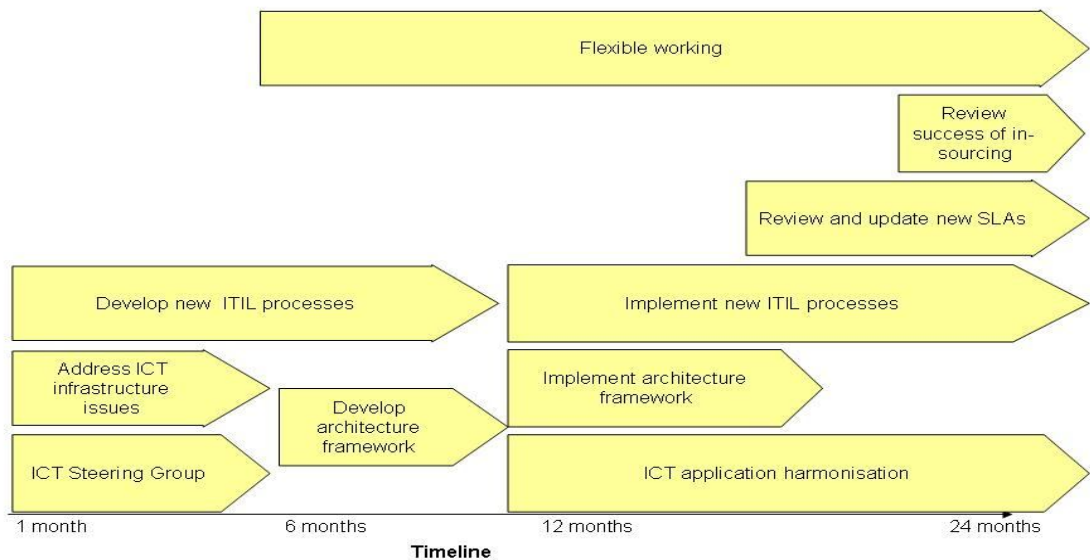 Flexible working
Review
success of in-
sourcing
Review and update new SLAs
Develop new ITIL processes
Implement new ITIL processes
Address ICT
infrastructure
issues
Implement architecture
framework
Develop
architecture
framework
ICT Steering Group
ICT application harmonisation
1 month
6 months
12 months
24 months
Timeline